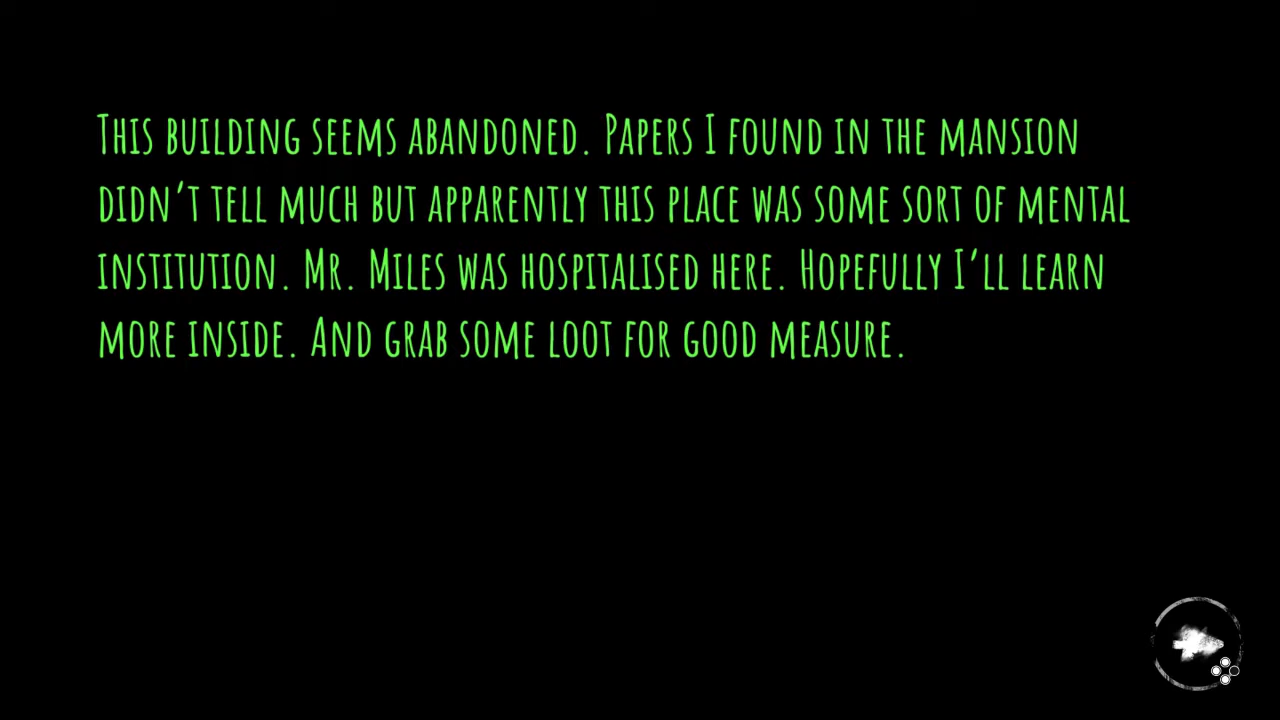 This building seems abandoned. Papers I found in the mansion
didn't tell much but apparently this place was some sort of mental
institution. Mr. Miles was hospitalised here. Hopefully I'll learn
more inside. And grab some loot for good measure.